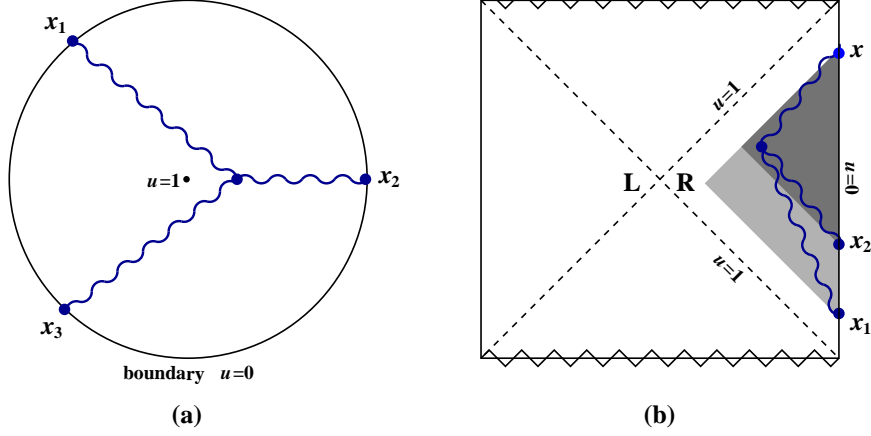 x₁
u=1
x₂
x₃
boundary u=0
(a)
x
u=1
L R
u=0
x₂
u=1
x₁
(b)